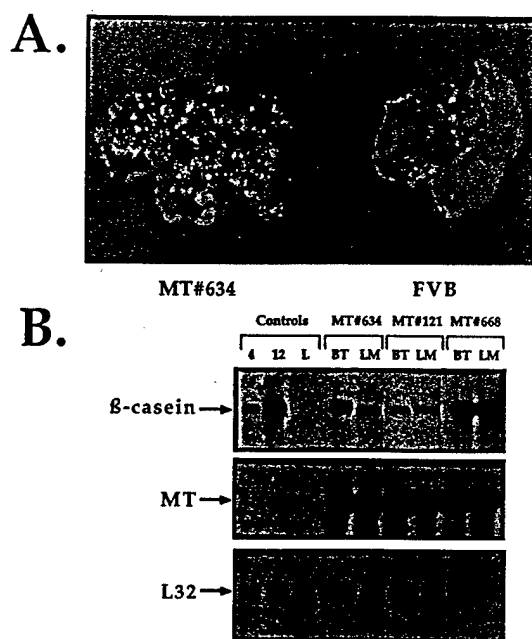 A.
MT#634 FVB
B.
Controls MT#634 MT#121 MT#668
4 12 L BT LM BT LM BT LM
ß-casein
MT
L32